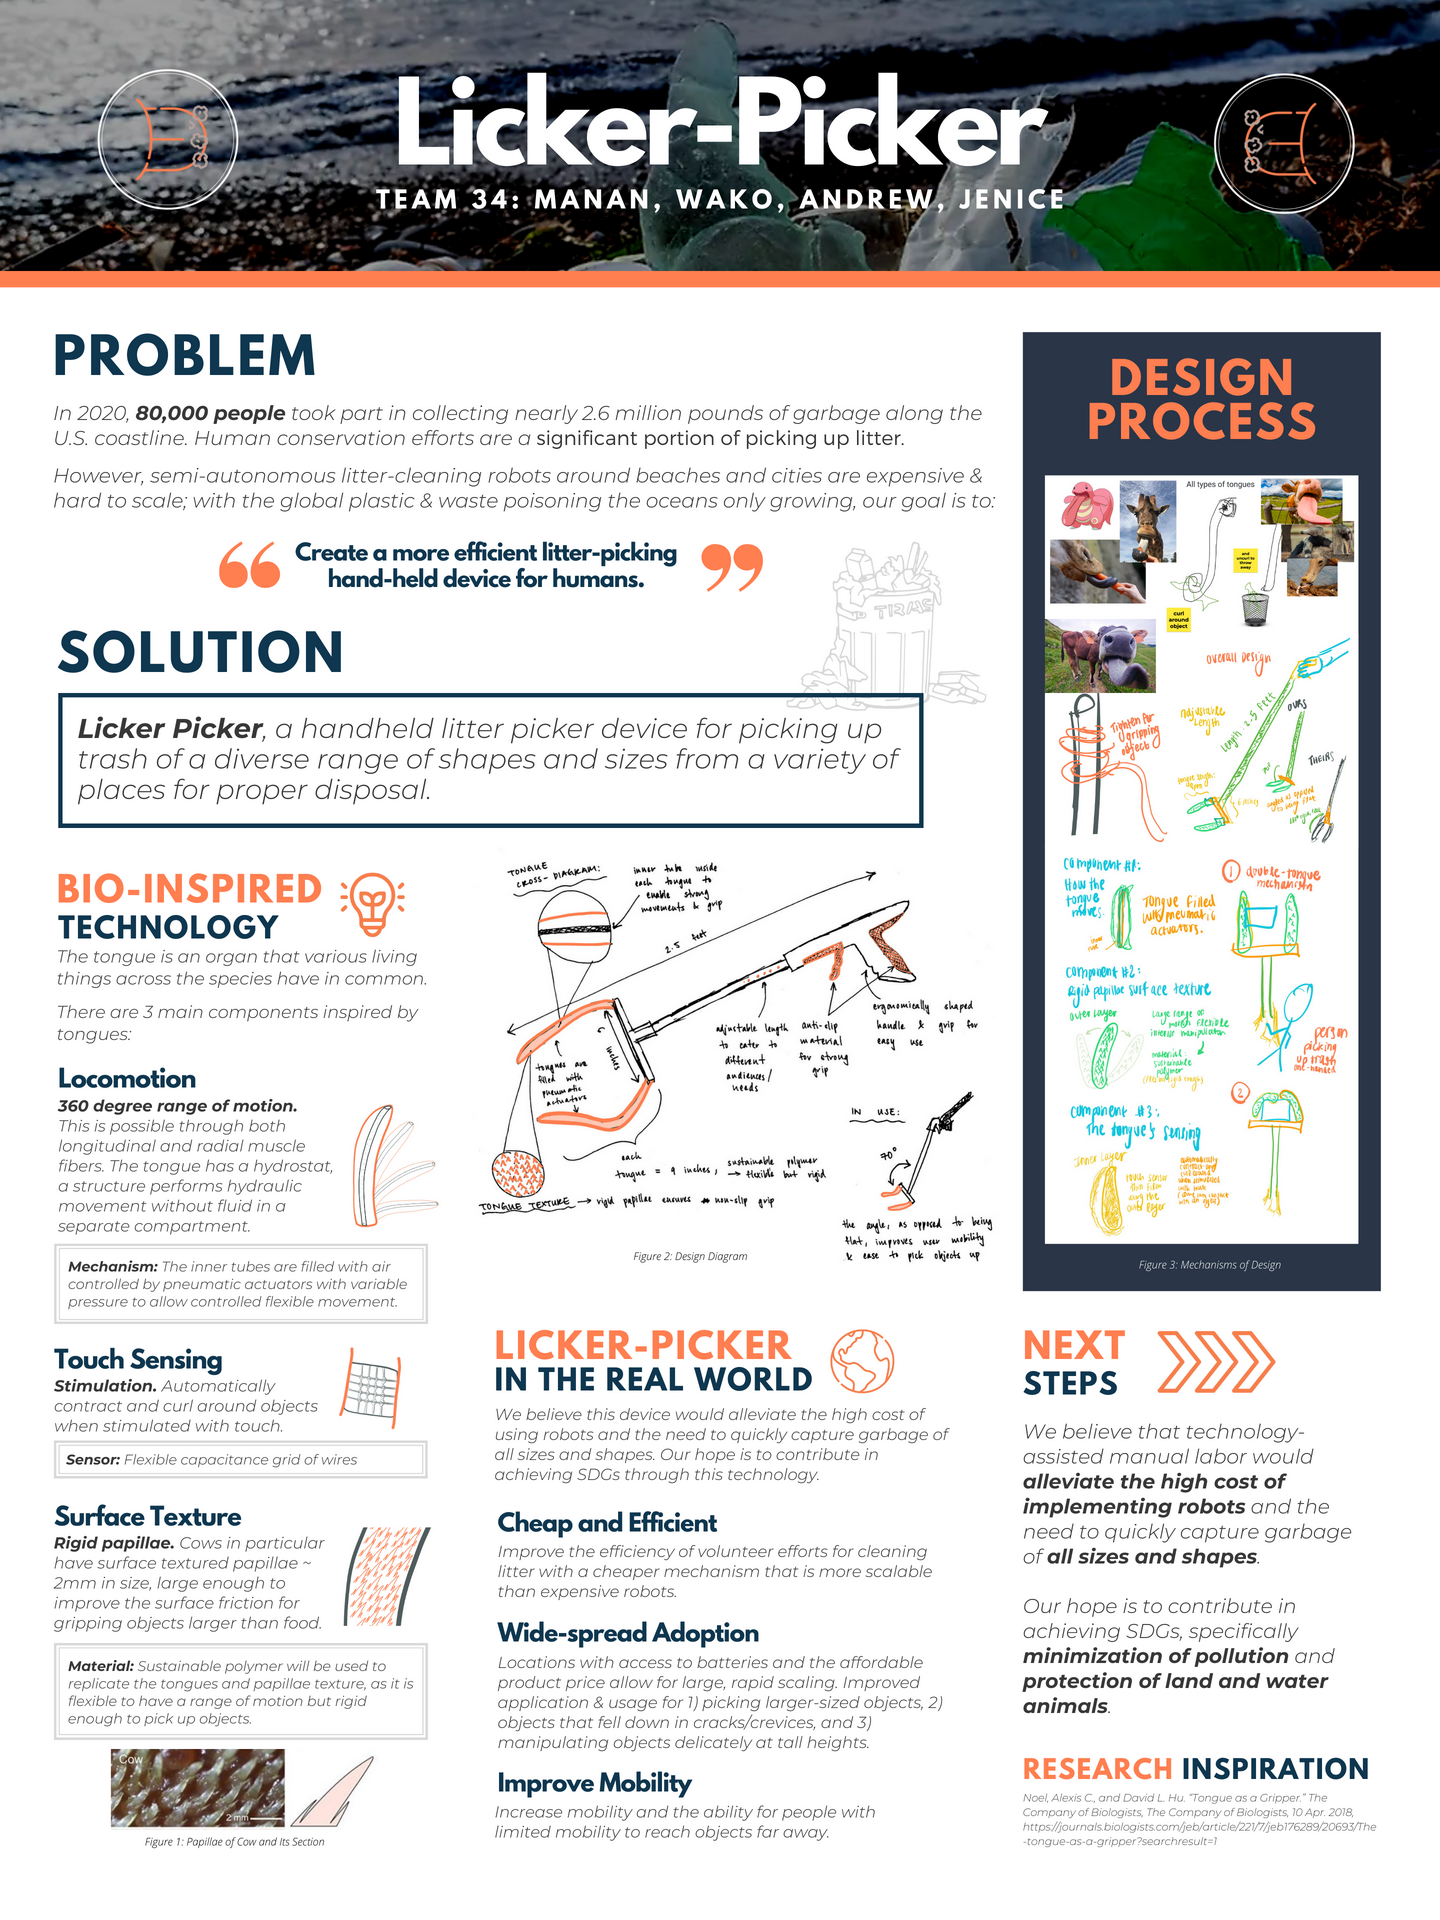 Licker-Picker
TEAM 34: MANAN, WAKO, ANDREW, JENICE
PROBLEM
In 2020, 80,000 people took part in collecting nearly 2.6 million pounds of garbage along the
U.S. coastline. Human conservation efforts are a significant portion of picking up litter.
However, semi-autonomous litter-cleaning robots around beaches and cities are expensive &
hard to scale; with the global plastic & waste poisoning the oceans only growing, our goal is to:
“ Create a more efficient litter-picking
hand-held device for humans. ”
TRAS
SOLUTION
Licker Picker, a handheld litter picker device for picking up
trash of a diverse range of shapes and sizes from a variety of
places for proper disposal.
BIO-INSPIRED
TECHNOLOGY
The tongue is an organ that various living
things across the species have in common.
There are 3 main components inspired by
tongues:
Locomotion
360 degree range of motion.
This is possible through both
longitudinal and radial muscle
fibers. The tongue has a hydrostat,
a structure performs hydraulic
movement without fluid in a
separate compartment.
Mechanism: The inner tubes are filled with air
controlled by pneumatic actuators with variable
pressure to allow controlled flexible movement.
Touch Sensing
Stimulation. Automatically
contract and curl around objects
when stimulated with touch.
Sensor: Flexible capacitance grid of wires
Surface Texture
Rigid papillae. Cows in particular
have surface textured papillae ~
2mm in size, large enough to
improve the surface friction for
gripping objects larger than food.
Material: Sustainable polymer will be used to
replicate the tongues and papillae texture, as it is
flexible to have a range of motion but rigid
enough to pick up objects.
Cow
2 mm
Figure 1: Papillae of Cow and Its Section
TONGUE
CROSS-DIAGRAM:
inner tube inside
each tongue to
enable strong
movements & grip
2.5 feet
6 inches
tongues are
filled with
pneumatic
actuators
adjustable length
to cater to
different
audiences/
needs
anti-slip
material
for strong
grip
ergonomically shaped
handle & grip for
easy use
each
tongue = 9 inches, sustainable polymer
→ flexible but rigid
TONGUE TEXTURE → rigid papillae ensures non-slip grip
IN USE:
70°
the angle, as opposed to being
flat, improves user mobility
& ease to pick objects up
Figure 2: Design Diagram
LICKER-PICKER
IN THE REAL WORLD
We believe this device would alleviate the high cost of
using robots and the need to quickly capture garbage of
all sizes and shapes. Our hope is to contribute in
achieving SDGs through this technology.
Cheap and Efficient
Improve the efficiency of volunteer efforts for cleaning
litter with a cheaper mechanism that is more scalable
than expensive robots.
Wide-spread Adoption
Locations with access to batteries and the affordable
product price allow for large, rapid scaling. Improved
application & usage for 1) picking larger-sized objects, 2)
objects that fell down in cracks/crevices, and 3)
manipulating objects delicately at tall heights.
Improve Mobility
Increase mobility and the ability for people with
limited mobility to reach objects far away.
DESIGN
PROCESS
All types of tongues
and
uncurl to
throw
away
curl
around
object
overall Design
Tighten for
gripping
objects
adjustable
Length
Length: 2.5 feet
OURS
THEIRS
Component #1:
How the
tongue
moves.
Tongue filled
w/ pneumatic
actuators.
1 double-tongue
mechanism
Component #2:
Rigid papillae surface texture
outer Layer
Large range of
material:
sustainable
polymer
person
picking
up trash
one-handed
2
Component #3:
The tongue's sensing
Inner layer
Figure 3: Mechanisms of Design
NEXT
STEPS
We believe that technology-
assisted manual labor would
alleviate the high cost of
implementing robots and the
need to quickly capture garbage
of all sizes and shapes.
Our hope is to contribute in
achieving SDGs, specifically
minimization of pollution and
protection of land and water
animals.
RESEARCH INSPIRATION
Noel, Alexis C., and David L. Hu. “Tongue as a Gripper.” The
Company of Biologists, The Company of Biologists, 10 Apr. 2018,
https://journals.biologists.com/jeb/article/221/7/jeb176289/20693/The
-tongue-as-a-gripper?searchresult=1